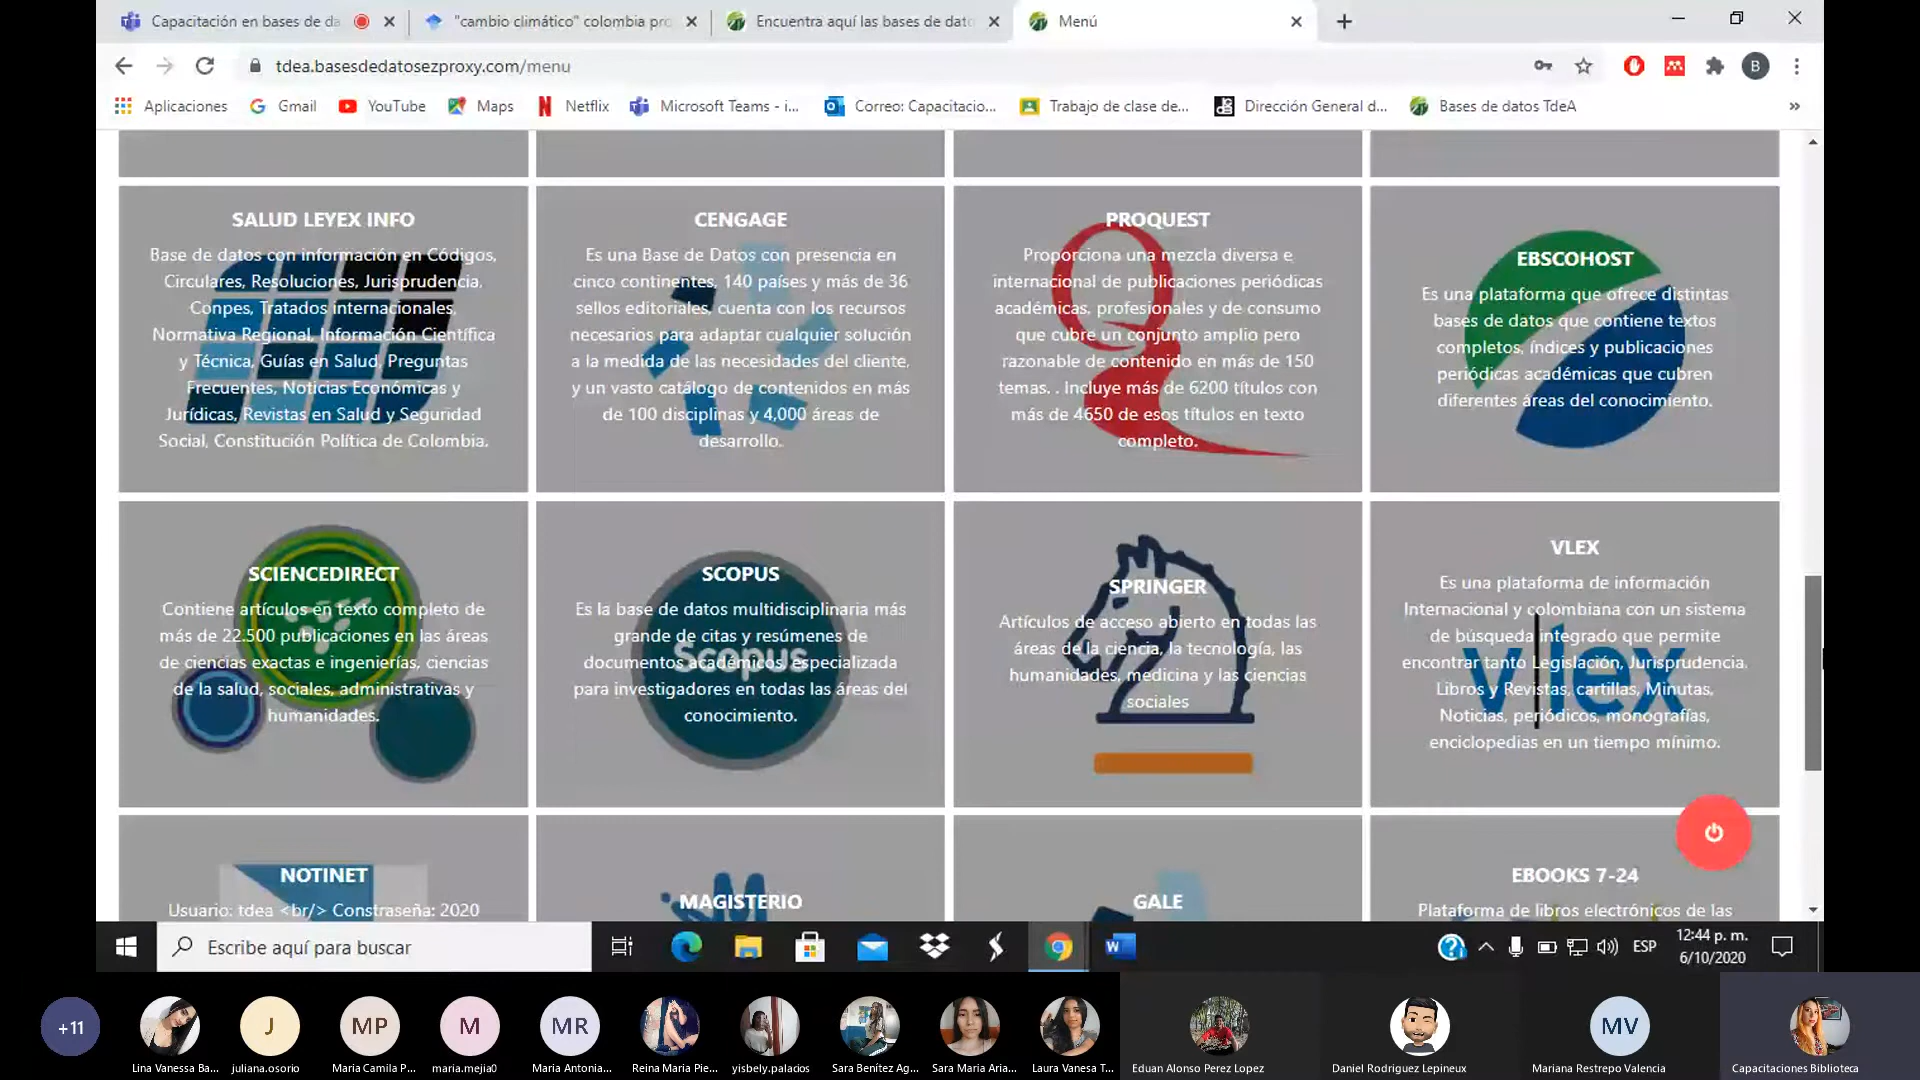 Capacitación en bases de da
"cambio climático" colombia pro
Encuentra aquí las bases de dato
Menú
tdea.basesdedatosezproxy.com/menu
B
Aplicaciones
Gmail
YouTube
Maps
Netflix
Microsoft Teams - i...
Correo: Capacitacio...
Trabajo de clase de...
Dirección General d...
Bases de datos TdeA
»
SALUD LEYEX INFO
Base de datos con información en Códigos,
Circulares, Resoluciones, Jurisprudencia,
Conpes, Tratados internacionales,
Normativa Regional, Información Científica
y Técnica, Guías en Salud, Preguntas
Frecuentes, Noticias Económicas y
Jurídicas, Revistas en Salud y Seguridad
Social, Constitución Política de Colombia.
CENGAGE
Es una Base de Datos con presencia en
cinco continentes, 140 países y más de 36
sellos editoriales, cuenta con los recursos
necesarios para adaptar cualquier solución
a la medida de las necesidades del cliente,
y un vasto catálogo de contenidos en más
de 100 disciplinas y 4,000 áreas de
desarrollo.
PROQUEST
Proporciona una mezcla diversa e
internacional de publicaciones periódicas
académicas, profesionales y de consumo
que cubre un conjunto amplio pero
razonable de contenido en más de 150
temas. . Incluye más de 6200 títulos con
más de 4650 de esos títulos en texto
completo.
EBSCOHOST
Es una plataforma que ofrece distintas
bases de datos que contiene textos
completos, índices y publicaciones
periódicas académicas que cubren
diferentes áreas del conocimiento.
SCIENCEDIRECT
Contiene artículos en texto completo de
más de 22.500 publicaciones en las áreas
de ciencias exactas e ingenierías, ciencias
de la salud, sociales, administrativas y
humanidades.
SCOPUS
Es la base de datos multidisciplinaria más
grande de citas y resúmenes de
documentos académicos, especializada
para investigadores en todas las áreas del
conocimiento.
Scopus
SPRINGER
Artículos de acceso abierto en todas las
áreas de la ciencia, la tecnología, las
humanidades, medicina y las ciencias
sociales
VLEX
Es una plataforma de información
Internacional y colombiana con un sistema
de búsqueda integrado que permite
encontrar tanto Legislación, Jurisprudencia,
Libros y Revistas, cartillas, Minutas,
Noticias, periódicos, monografías,
enciclopedias en un tiempo mínimo.
v|lex
NOTINET
Usuario: tdea <br/> Constraseña: 2020
MAGISTERIO
GALE
EBOOKS 7-24
Plataforma de libros electrónicos de las
Escribe aquí para buscar
ESP
12:44 p. m.
6/10/2020
+11
J
MP
M
MR
MV
Lina Vanessa Ba...
juliana.osorio
Maria Camila P...
maria.mejia0
Maria Antonia...
Reina Maria Pie...
yisbely.palacios
Sara Benítez Ag...
Sara Maria Aria...
Laura Vanesa T...
Eduan Alonso Perez Lopez
Daniel Rodriguez Lepineux
Mariana Restrepo Valencia
Capacitaciones Biblioteca